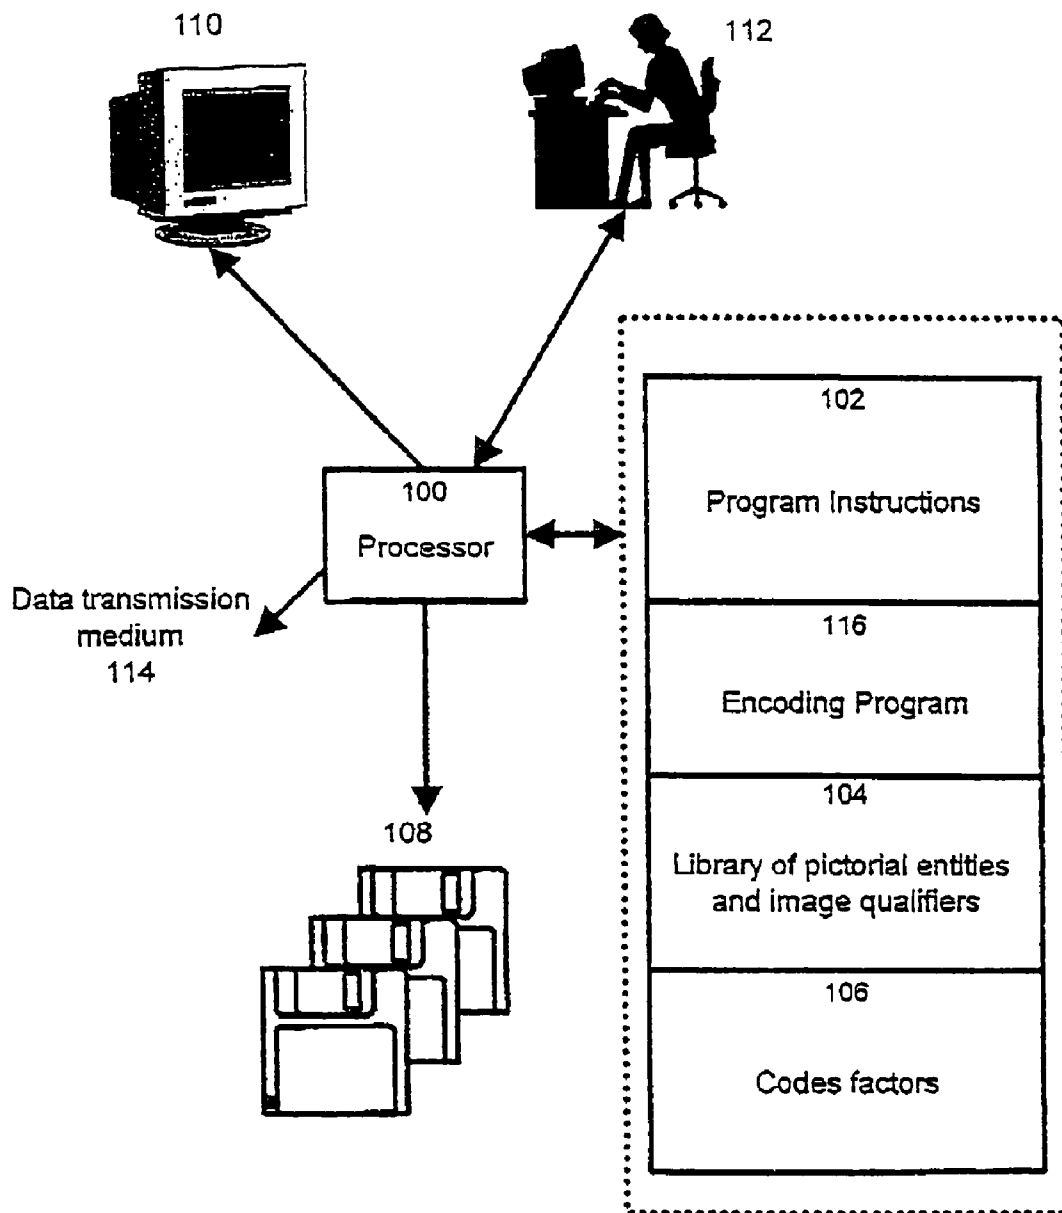 110
112
102
Program Instructions
100
Processor
Data transmission
medium
114
116
Encoding Program
104
Library of pictorial entities
and image qualifiers
108
106
Codes factors